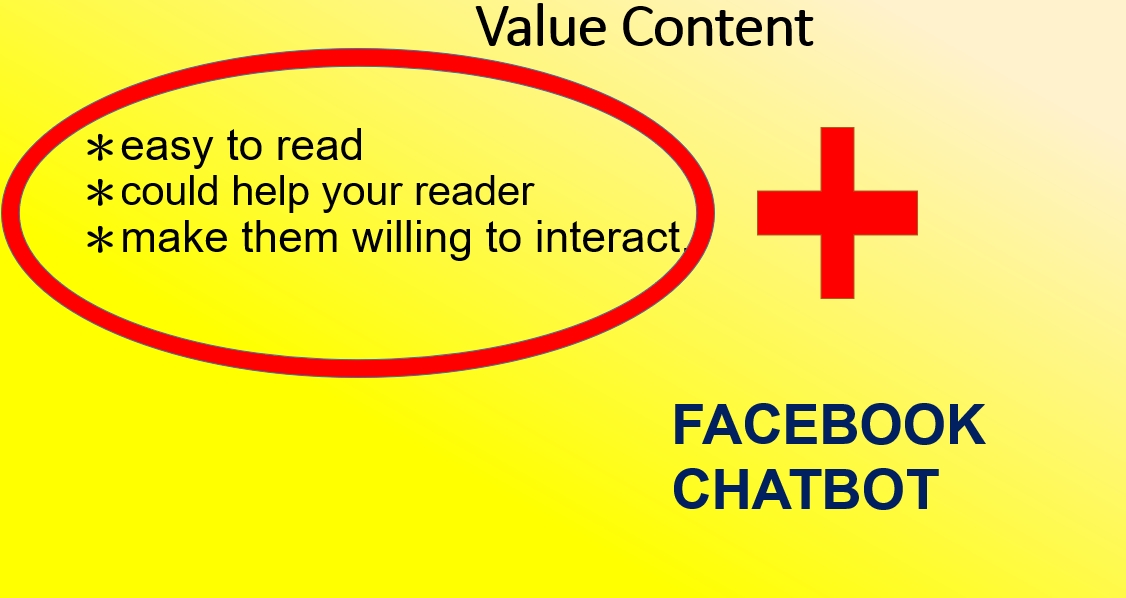 Value Content
*easy to read
*could help your reader
*make them willing to interact.
FACEBOOK
CHATBOT